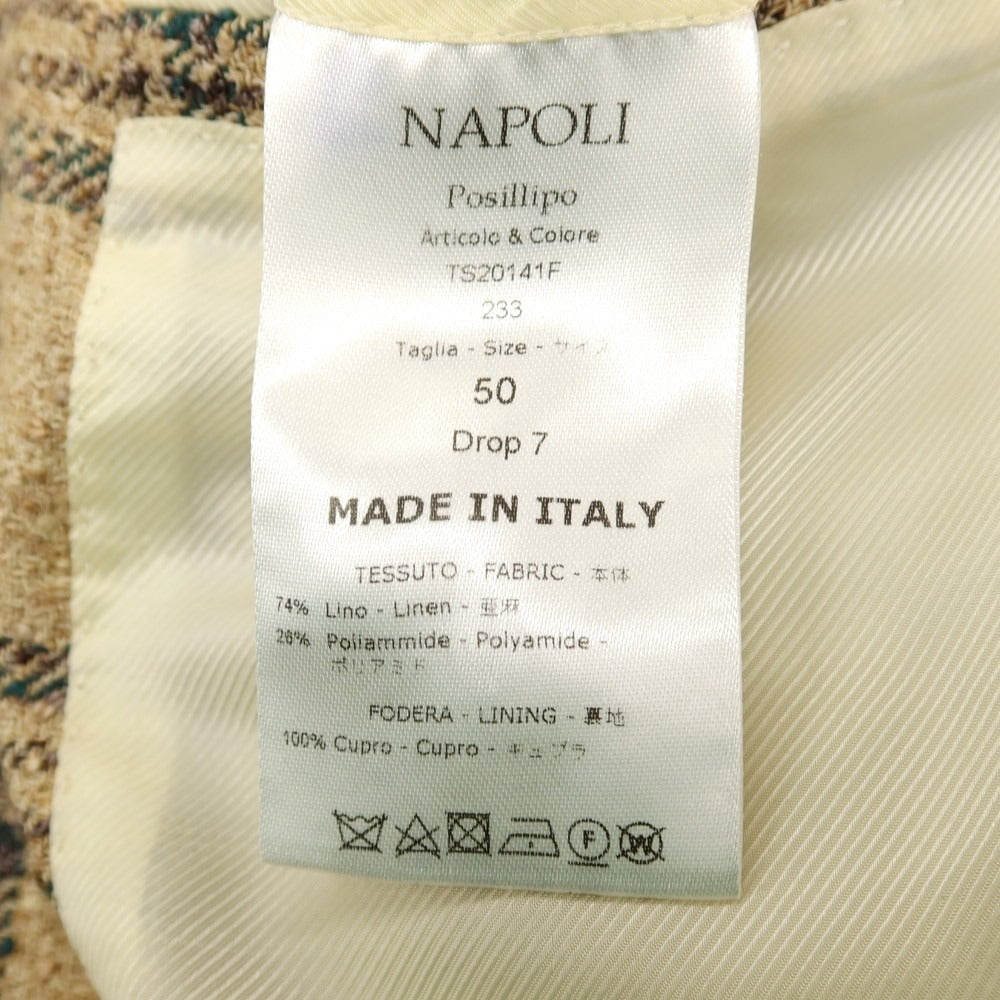 NAPOLI
Posillipo
Articolo & Colore
TS20141F
233
Taglia - Size - サイズ
50
Drop 7
MADE IN ITALY
TESSUTO - FABRIC - 本体
74% Lino - Linen - 亜麻
26% Poliammide - Polyamide -
ポリアミド
FODERA - LINING - 裏地
100% Cupro - Cupro - キュプラ
F W